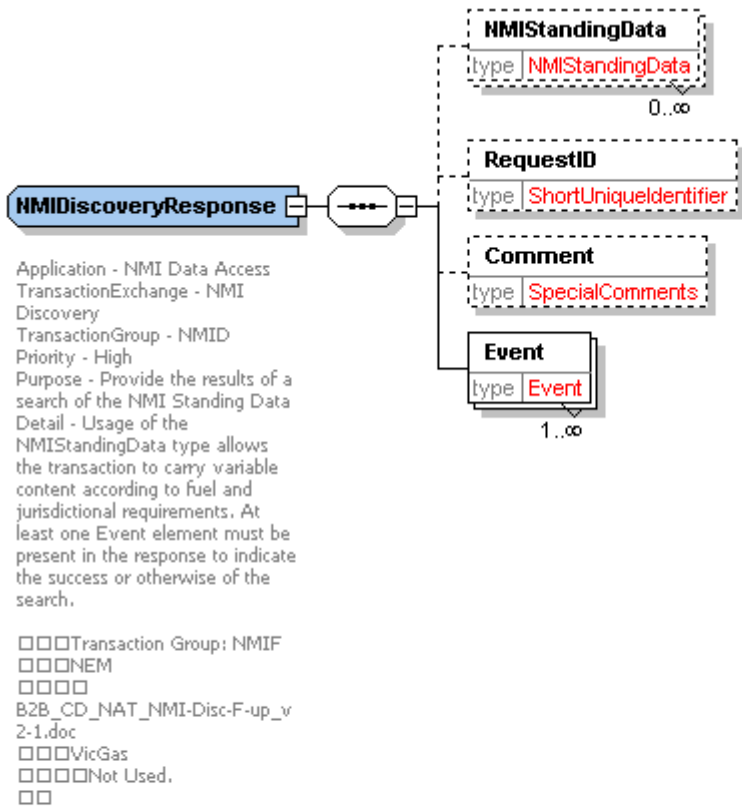 NMIStandingData
type NMIStandingData
0..∞
RequestID
type ShortUniqueIdentifier
NMIDiscoveryResponse
Comment
type SpecialComments
Event
type Event
1..∞
Application - NMI Data Access
TransactionExchange - NMI
Discovery
TransactionGroup - NMID
Priority - High
Purpose - Provide the results of a
search of the NMI Standing Data
Detail - Usage of the
NMIStandingData type allows
the transaction to carry variable
content according to fuel and
jurisdictional requirements. At
least one Event element must be
present in the response to indicate
the success or otherwise of the
search.
□□□Transaction Group: NMIF
□□□NEM
□□□□
B2B_CD_NAT_NMI-Disc-F-up_v
2-1.doc
□□□VicGas
□□□□Not Used.
□□